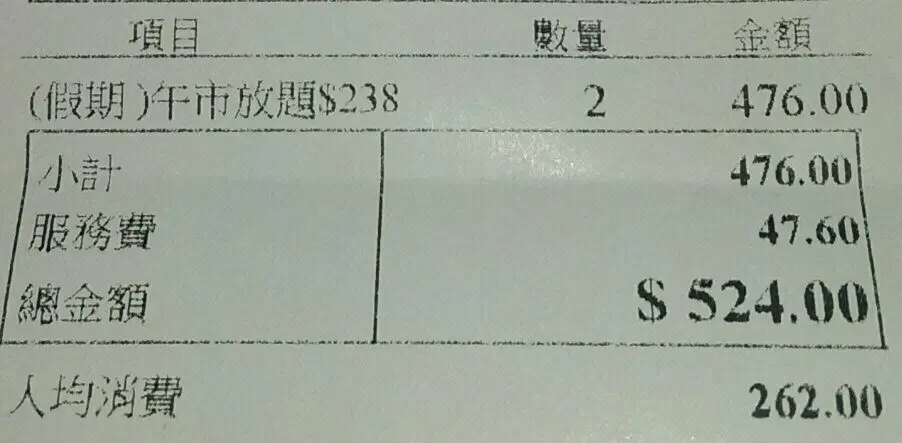 項目 數量 金額
(假期)午市放題$238 2 476.00
小計 476.00
服務費 47.60
總金額 $ 524.00
人均消費 262.00